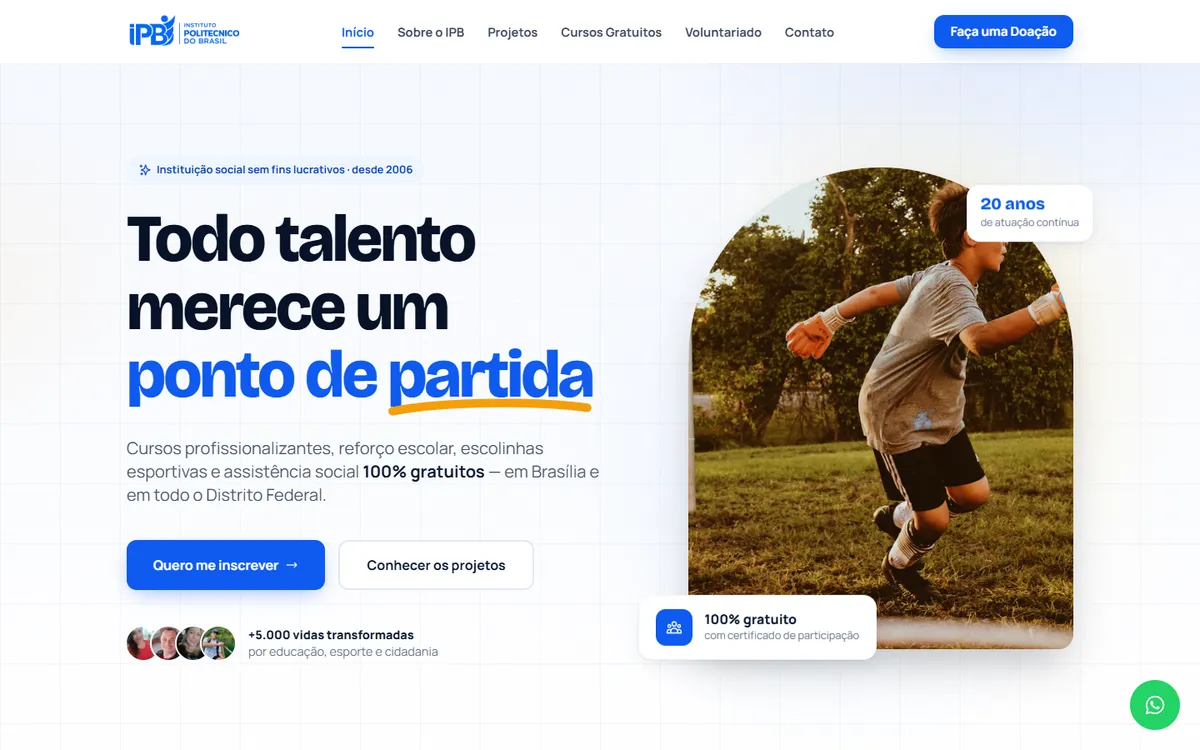 iPB
INSTITUTO
POLITECNICO
DO BRASIL
Início
Sobre o IPB
Projetos
Cursos Gratuitos
Voluntariado
Contato
Faça uma Doação
Instituição social sem fins lucrativos · desde 2006
Todo talento
merece um
ponto de partida
Cursos profissionalizantes, reforço escolar, escolinhas
esportivas e assistência social 100% gratuitos — em Brasília e
em todo o Distrito Federal.
Quero me inscrever →
Conhecer os projetos
+5.000 vidas transformadas
por educação, esporte e cidadania
20 anos
de atuação contínua
100% gratuito
com certificado de participação